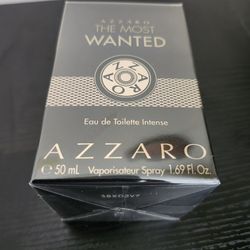 AZZARO
THE MOST
WANTED
AZZARO
Eau de Toilette Intense
AZZARO
℮ 50 mL Vaporisateur Spray 1.69 Fl. Oz.